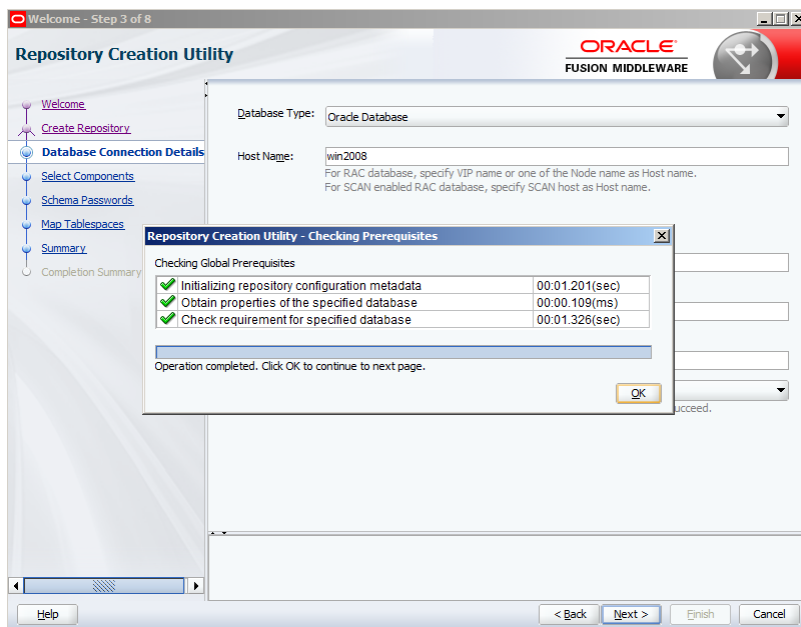 Welcome - Step 3 of 8
Repository Creation Utility
ORACLE
FUSION MIDDLEWARE
Welcome
Create Repository
Database Connection Details
Select Components
Schema Passwords
Map Tablespaces
Summary
Completion Summary
Database Type: Oracle Database
Host Name: win2008
For RAC database, specify VIP name or one of the Node name as Host name.
For SCAN enabled RAC database, specify SCAN host as Host name.
Repository Creation Utility - Checking Prerequisites
Checking Global Prerequisites
Initializing repository configuration metadata 00:01.201(sec)
Obtain properties of the specified database 00:00.109(ms)
Check requirement for specified database 00:01.326(sec)
Operation completed. Click OK to continue to next page.
OK
Help
< Back
Next >
Finish
Cancel